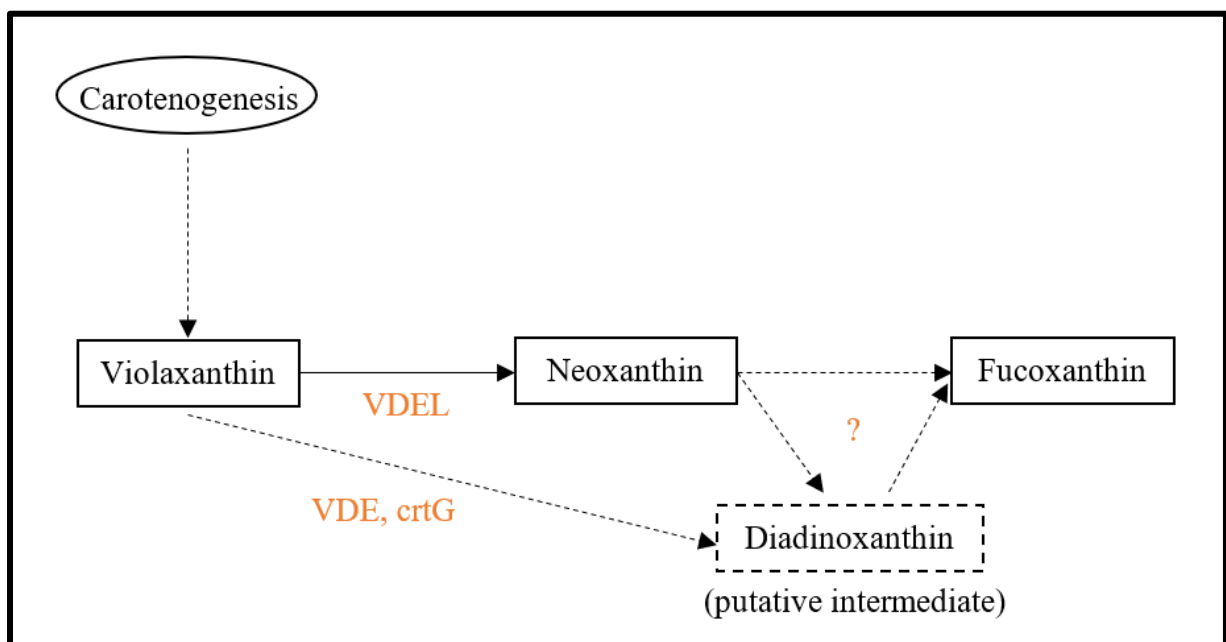 Carotenogenesis
Violaxanthin
VDEL
Neoxanthin
Fucoxanthin
?
VDE, crtG
Diadinoxanthin
(putative intermediate)